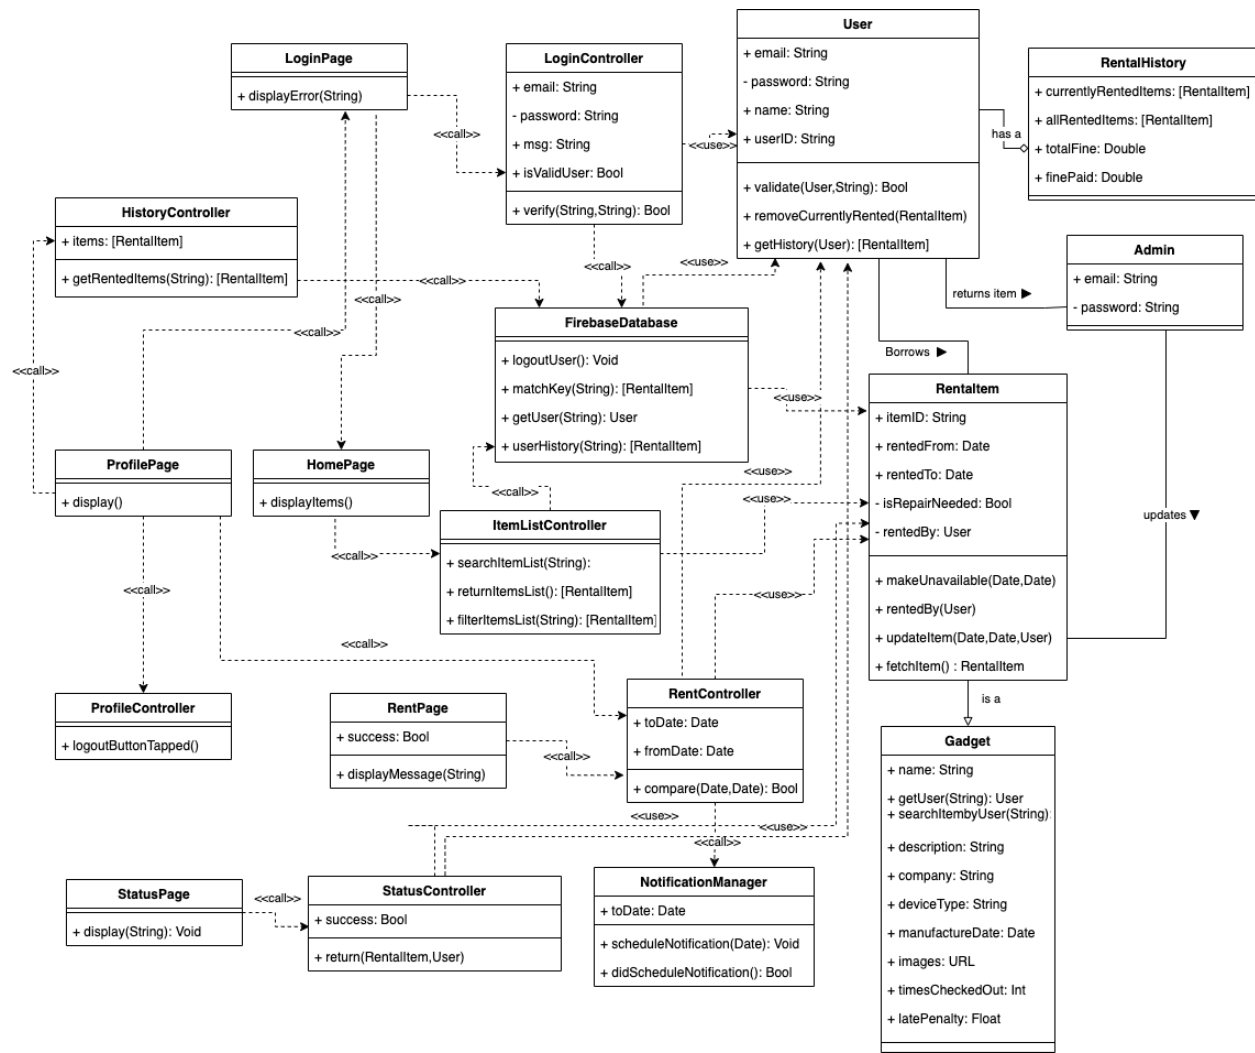 User
+ email: String
- password: String
+ name: String
+ userID: String
+ validate(User,String): Bool
+ removeCurrentlyRented(RentalItem)
+ getHistory(User): [RentalItem]
LoginPage
+ displayError(String)
LoginController
+ email: String
- password: String
+ msg: String
+ isValidUser: Bool
+ verify(String,String): Bool
RentalHistory
+ currentlyRentedItems: [RentalItem]
+ allRentedItems: [RentalItem]
+ totalFine: Double
+ finePaid: Double
<<call>>
<<use>>
has a
HistoryController
+ items: [RentalItem]
+ getRentedItems(String): [RentalItem]
Admin
+ email: String
- password: String
<<call>>
<<call>>
<<use>>
<<call>>
returns item ▶
<<call>>
<<call>>
FirebaseDatabase
+ logoutUser(): Void
+ matchKey(String): [RentalItem]
+ getUser(String): User
+ userHistory(String): [RentalItem]
Borrows ▶
<<use>>
RentaItem
+ itemID: String
+ rentedFrom: Date
+ rentedTo: Date
- isRepairNeeded: Bool
- rentedBy: User
+ makeUnavailable(Date,Date)
+ rentedBy(User)
+ updateItem(Date,Date,User)
+ fetchItem() : RentalItem
ProfilePage
+ display()
HomePage
+ displayItems()
<<use>>
<<call>>
<<use>>
updates ▼
ItemListController
+ searchItemList(String):
+ returnItemsList(): [RentalItem]
+ filterItemsList(String): [RentalItem]
<<call>>
<<call>>
<<use>>
<<call>>
is a
ProfileController
+ logoutButtonTapped()
RentPage
+ success: Bool
+ displayMessage(String)
RentController
+ toDate: Date
+ fromDate: Date
+ compare(Date,Date): Bool
<<call>>
Gadget
+ name: String
+ getUser(String): User
+ searchItembyUser(String):
+ description: String
+ company: String
+ deviceType: String
+ manufactureDate: Date
+ images: URL
+ timesCheckedOut: Int
+ latePenalty: Float
<<use>>
<<use>>
<<call>>
StatusPage
+ display(String): Void
<<call>>
StatusController
+ success: Bool
+ return(RentalItem,User)
NotificationManager
+ toDate: Date
+ scheduleNotification(Date): Void
+ didScheduleNotification(): Bool